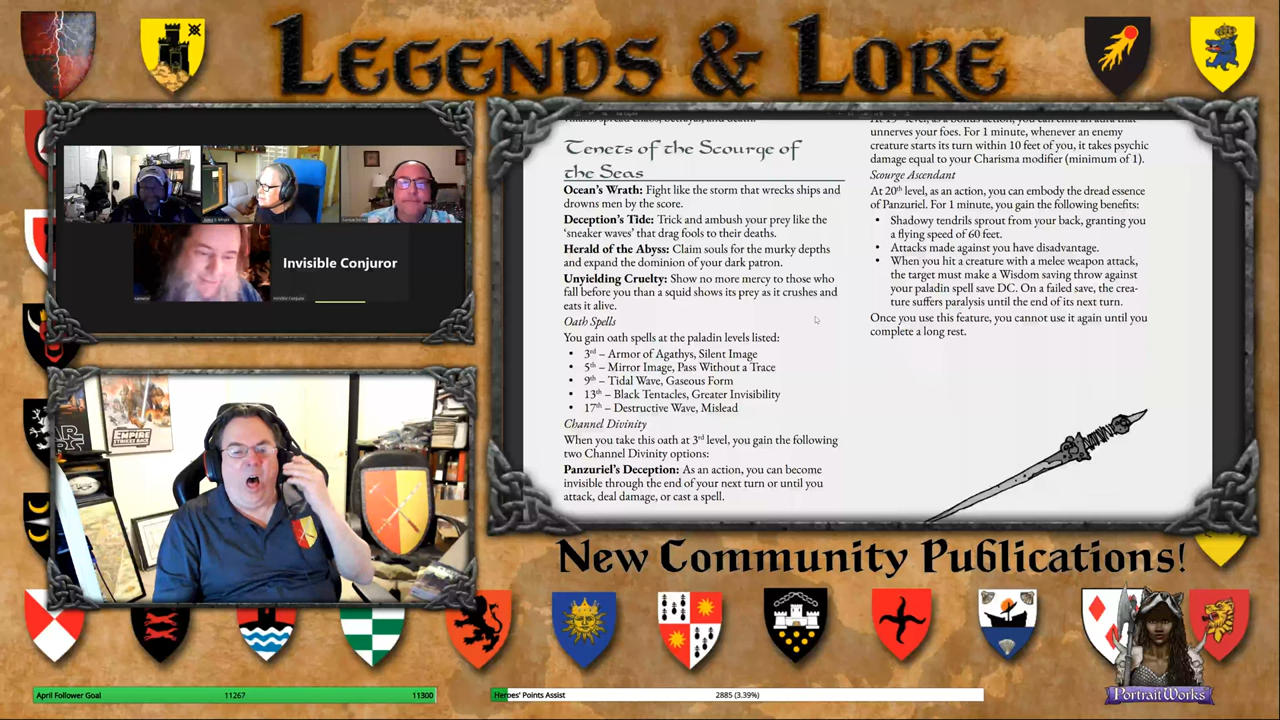 LEGENDS & LORE
Invisible Conjuror
Invisible Conjuror
EMPIRE
STRIKES
Tenets of the Scourge of
the Seas
Ocean's Wrath: Fight like the storm that wrecks ships and
drowns men by the score.
Deception's Tide: Trick and ambush your prey like the
'sneaker waves' that drag fools to their deaths.
Herald of the Abyss: Claim souls for the murky depths
and expand the dominion of your dark patron.
Unyielding Cruelty: Show no more mercy to those who
fall before you than a squid shows its prey as it crushes and
eats it alive.
Oath Spells
You gain oath spells at the paladin levels listed:
• 3rd – Armor of Agathys, Silent Image
• 5th – Mirror Image, Pass Without a Trace
• 9th – Tidal Wave, Gaseous Form
• 13th – Black Tentacles, Greater Invisibility
• 17th – Destructive Wave, Mislead
Channel Divinity
When you take this oath at 3rd level, you gain the following
two Channel Divinity options:
Panzuriel's Deception: As an action, you can become
invisible through the end of your next turn or until you
attack, deal damage, or cast a spell.
unnerves your foes. For 1 minute, whenever an enemy
creature starts its turn within 10 feet of you, it takes psychic
damage equal to your Charisma modifier (minimum of 1).
Scourge Ascendant
At 20th level, as an action, you can embody the dread essence
of Panzuriel. For 1 minute, you gain the following benefits:
• Shadowy tendrils sprout from your back, granting you
a flying speed of 60 feet.
• Attacks made against you have disadvantage.
• When you hit a creature with a melee weapon attack,
the target must make a Wisdom saving throw against
your paladin spell save DC. On a failed save, the crea-
ture suffers paralysis until the end of its next turn.
Once you use this feature, you cannot use it again until you
complete a long rest.
New Community Publications!
April Follower Goal 11267 11300
Heroes' Points Assist 2885 (3.39%)
PortraitWorks